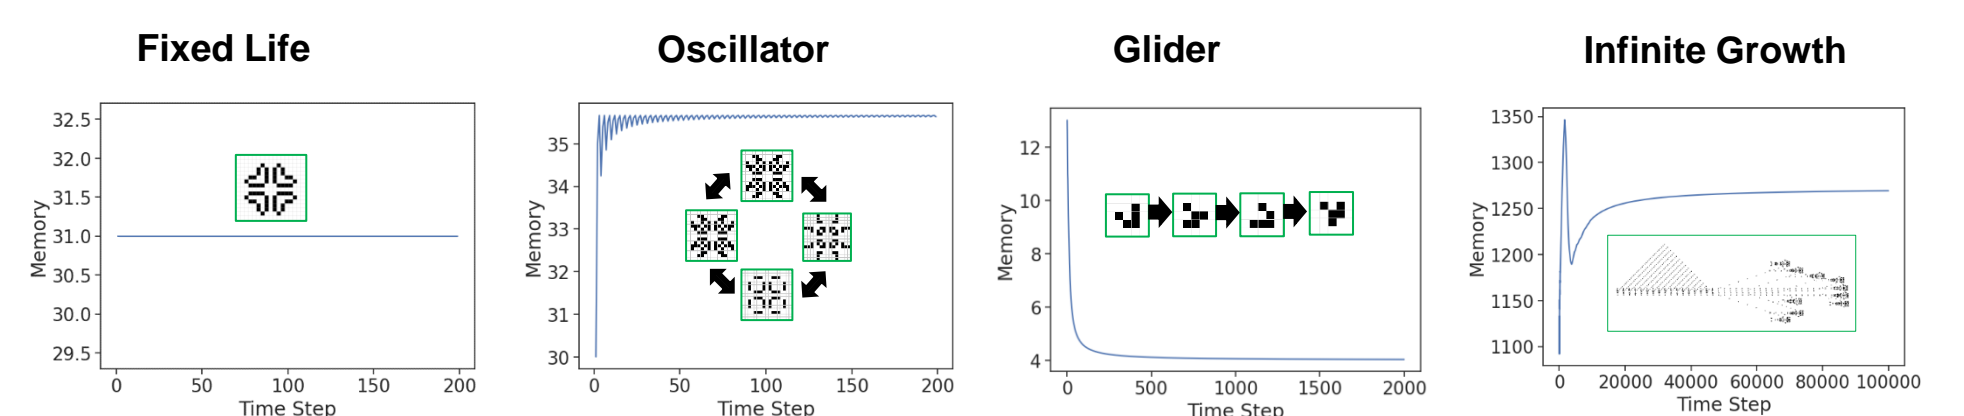 Fixed Life
Oscillator
Glider
Infinite Growth
32.5
32.0
31.5
31.0
30.5
30.0
29.5
Memory
0 50 100 150 200
Time Step
35
34
33
32
31
30
Memory
0 50 100 150 200
Time Step
12
10
8
6
4
Memory
0 500 1000 1500 2000
Time Step
1350
1300
1250
1200
1150
1100
Memory
0 20000 40000 60000 80000 100000
Time Step